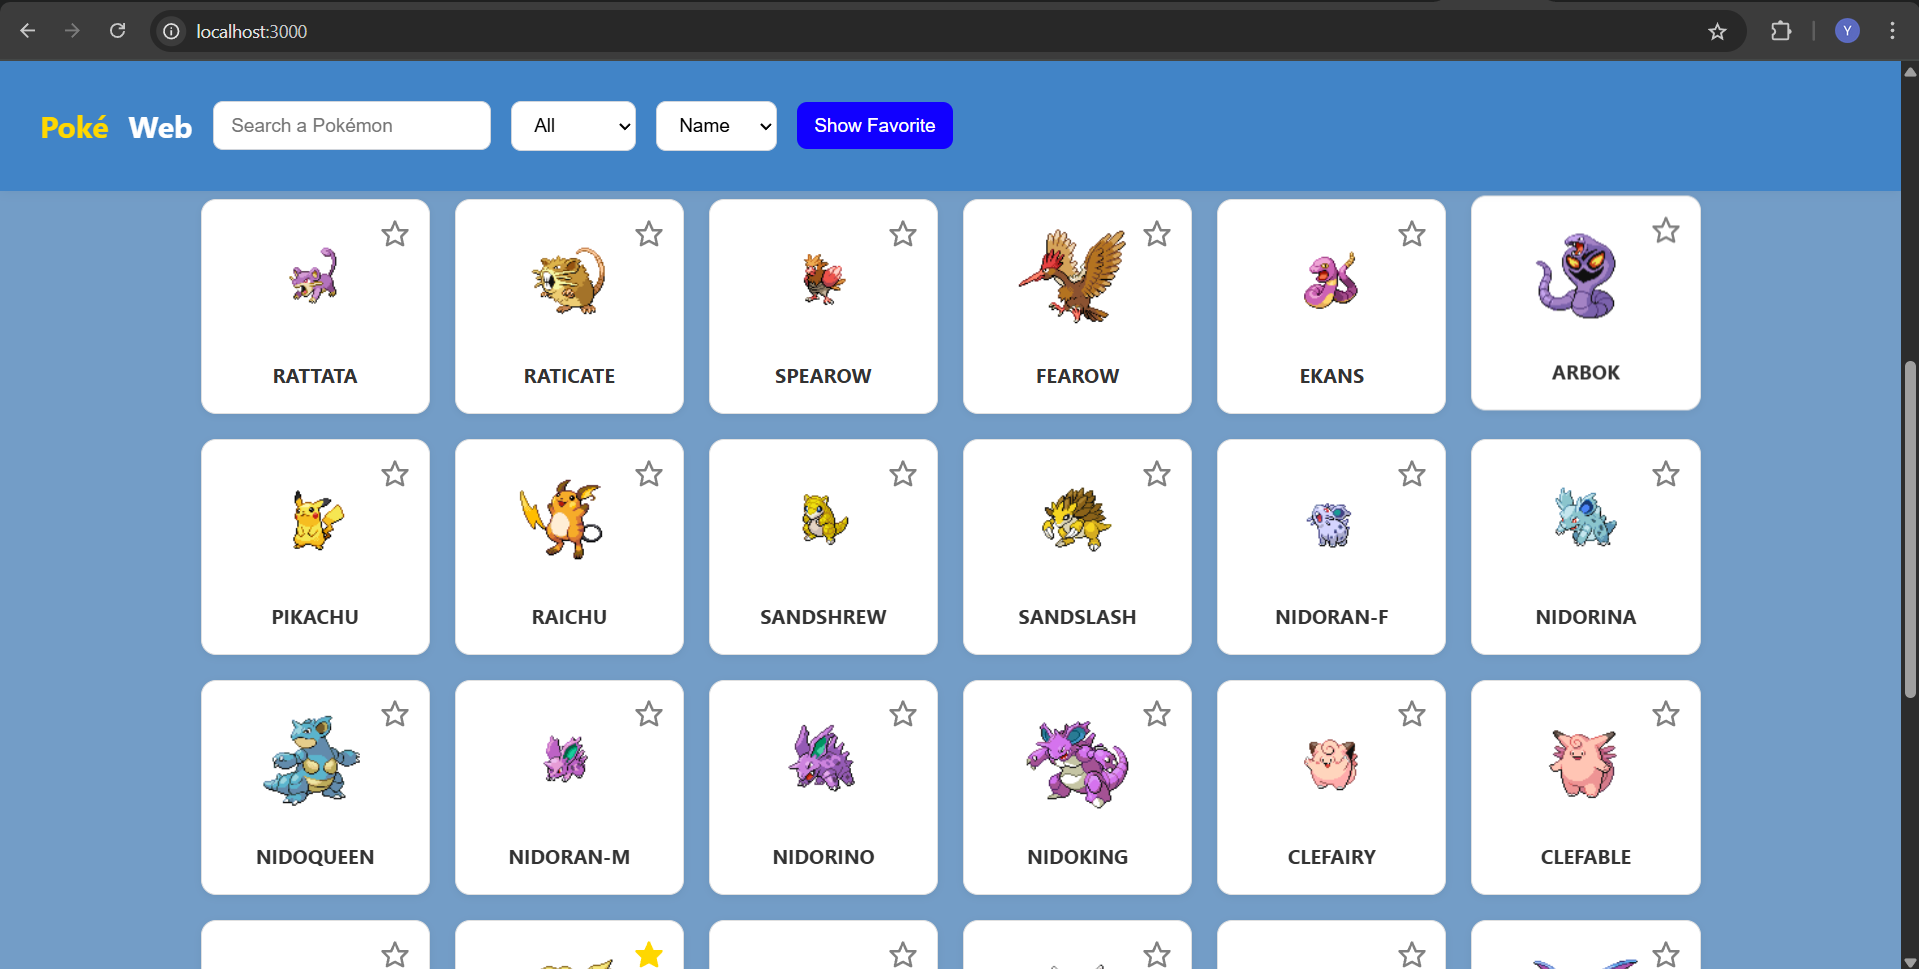 localhost:3000
Y
Poké Web Search a Pokémon All Name Show Favorite
RATTATA RATICATE SPEAROW FEAROW EKANS ARBOK
PIKACHU RAICHU SANDSHREW SANDSLASH NIDORAN-F NIDORINA
NIDOQUEEN NIDORAN-M NIDORINO NIDOKING CLEFAIRY CLEFABLE